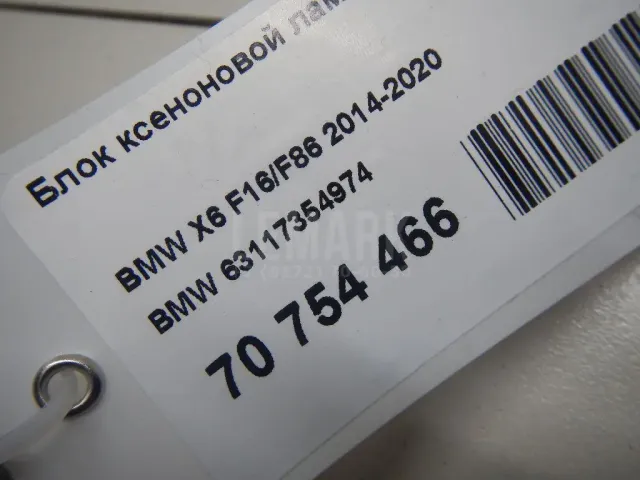 Блок ксеноновой лам
BMW X6 F16/F86 2014-2020
BMW 63117354974
70 754 466